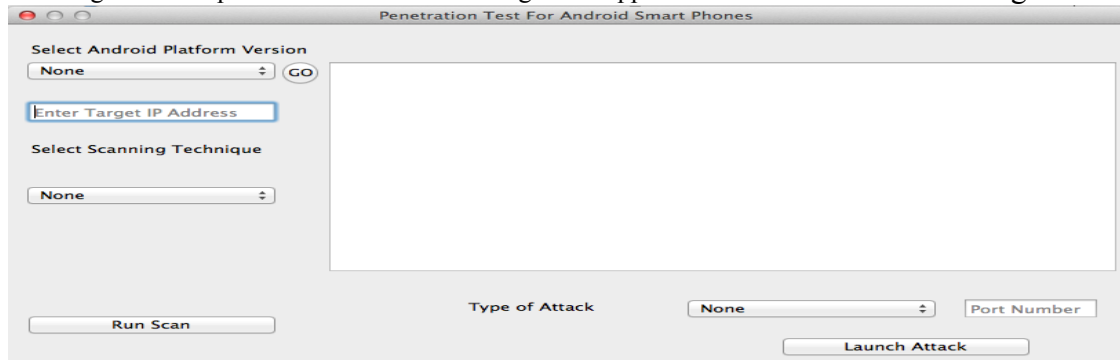 Penetration Test For Android Smart Phones
Select Android Platform Version
None
GO
Enter Target IP Address
Select Scanning Technique
None
Type of Attack
None
Port Number
Run Scan
Launch Attack